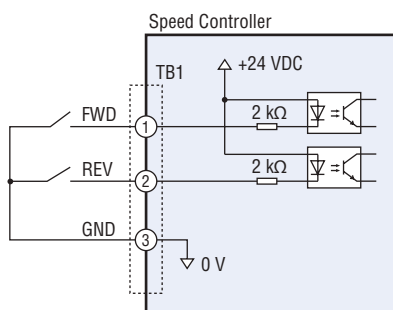 Speed Controller
TB1
+24 VDC
FWD
1
2 kΩ
REV
2
2 kΩ
GND
3
0 V